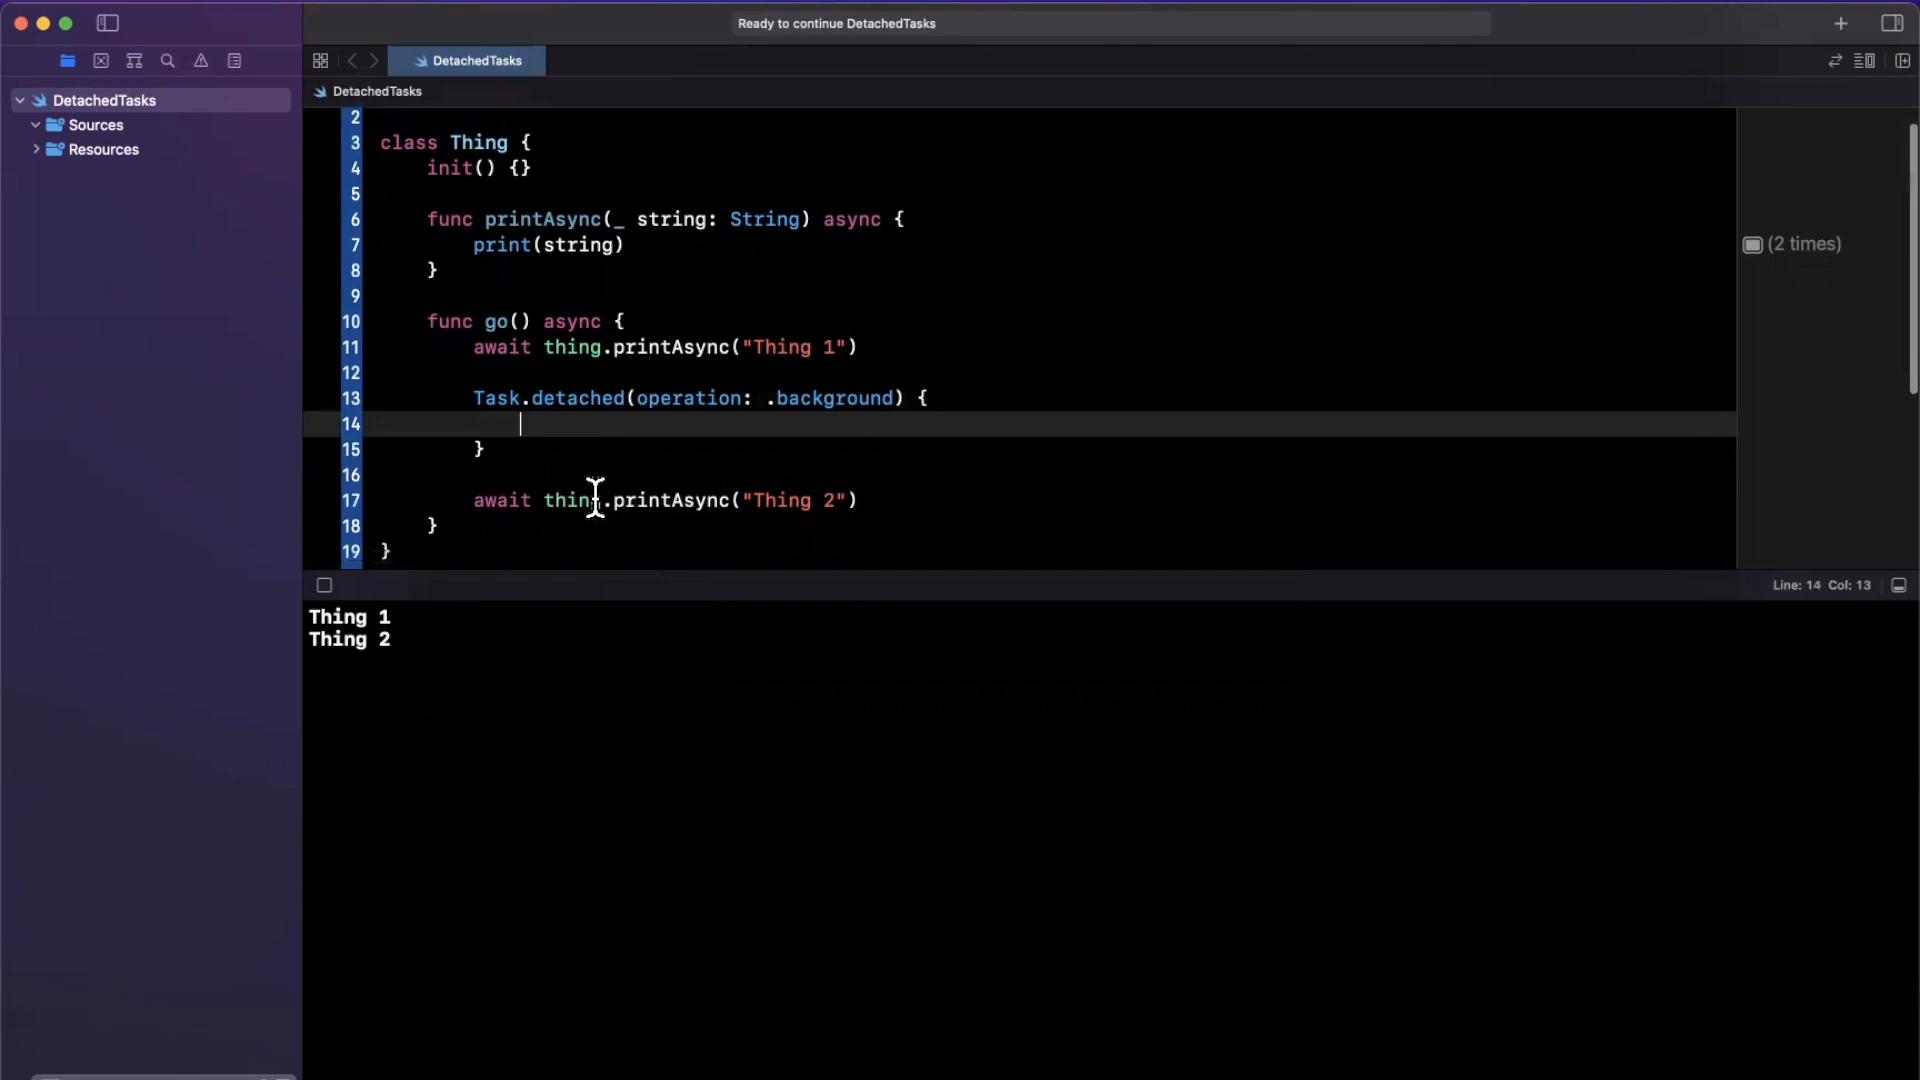 Ready to continue DetachedTasks
DetachedTasks
DetachedTasks
Sources
Resources
DetachedTasks
2
3 class Thing {
4 init() {}
5
6 func printAsync(_ string: String) async {
7 print(string)
8 }
9
10 func go() async {
11 await thing.printAsync("Thing 1")
12
13 Task.detached(operation: .background) {
14
15 }
16
17 await thing.printAsync("Thing 2")
18 }
19 }
(2 times)
Line: 14 Col: 13
Thing 1
Thing 2